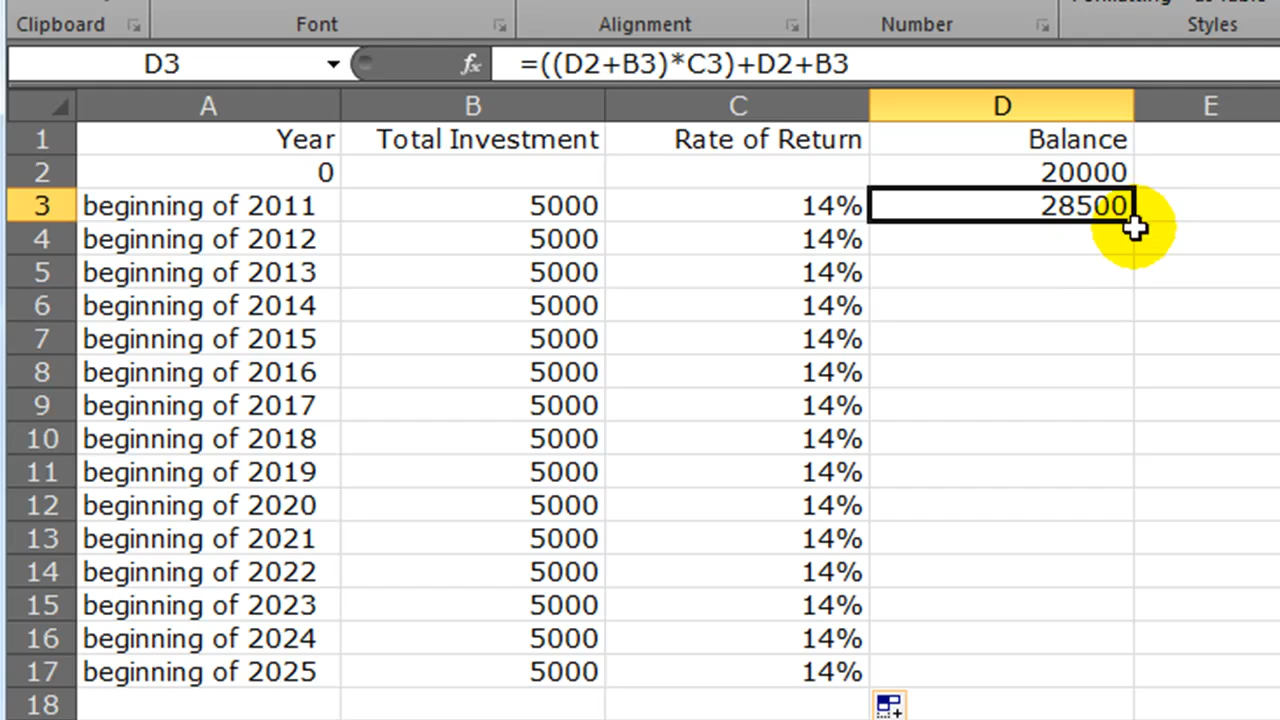 Clipboard Font Alignment Number Styles
D3 fx =((D2+B3)*C3)+D2+B3
A B C D E
1 Year Total Investment Rate of Return Balance
2 0 20000
3 beginning of 2011 5000 14% 28500
4 beginning of 2012 5000 14%
5 beginning of 2013 5000 14%
6 beginning of 2014 5000 14%
7 beginning of 2015 5000 14%
8 beginning of 2016 5000 14%
9 beginning of 2017 5000 14%
10 beginning of 2018 5000 14%
11 beginning of 2019 5000 14%
12 beginning of 2020 5000 14%
13 beginning of 2021 5000 14%
14 beginning of 2022 5000 14%
15 beginning of 2023 5000 14%
16 beginning of 2024 5000 14%
17 beginning of 2025 5000 14%
18